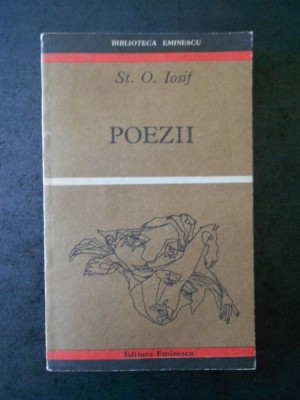 BIBLIOTECA EMINESCU
St. O. Iosif
POEZII
Editura Eminescu